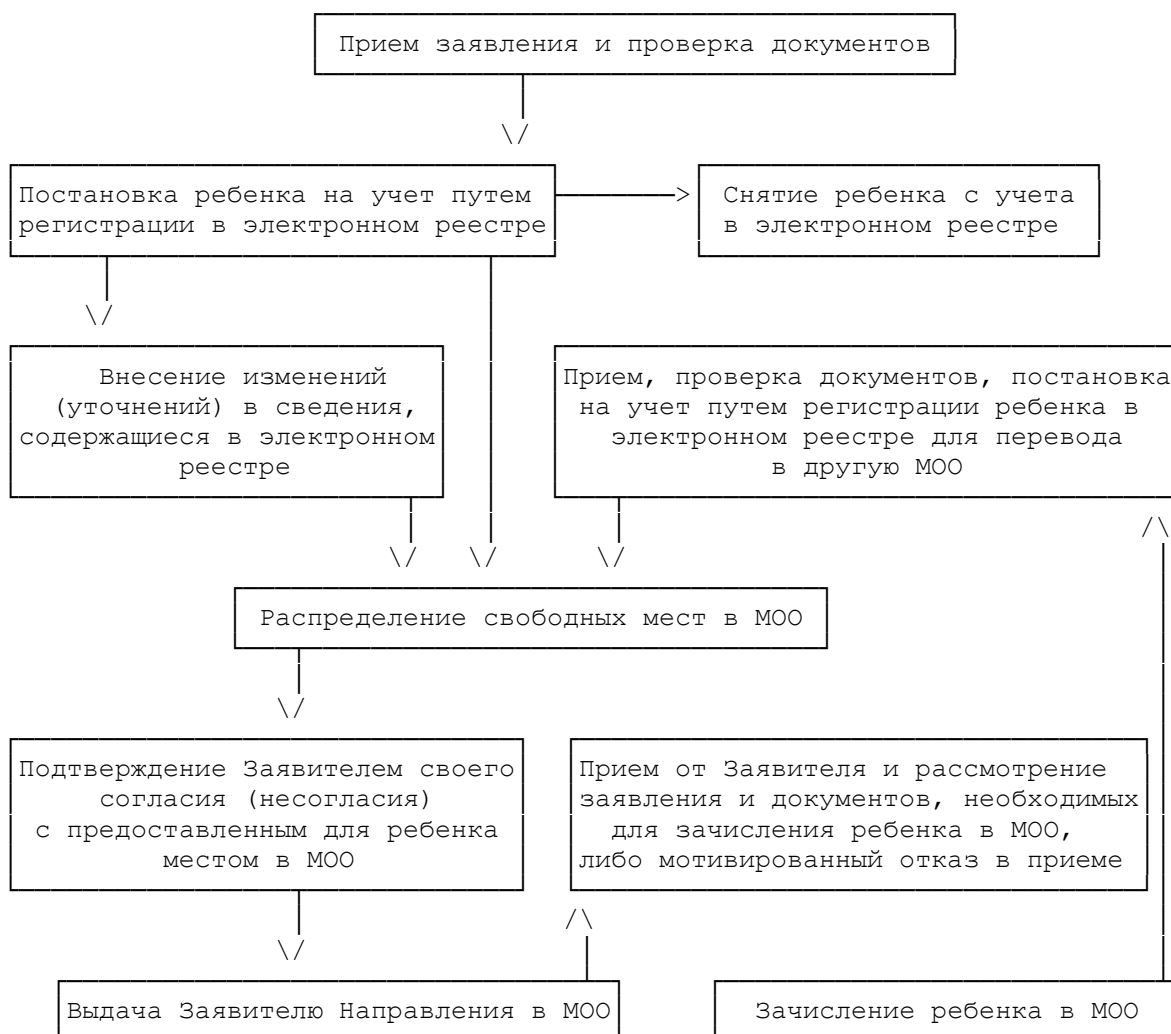 Прием заявления и проверка документов
Постановка ребенка на учет путем
регистрации в электронном реестре
Снятие ребенка с учета
в электронном реестре
Внесение изменений
(уточнений) в сведения,
содержащиеся в электронном
реестре
Прием, проверка документов, постановка
на учет путем регистрации ребенка в
электронном реестре для перевода
в другую МОО
Распределение свободных мест в МОО
Подтверждение Заявителем своего
согласия (несогласия)
с предоставленным для ребенка
местом в МОО
Прием от Заявителя и рассмотрение
заявления и документов, необходимых
для зачисления ребенка в МОО,
либо мотивированный отказ в приеме
Выдача Заявителю Направления в МОО
Зачисление ребенка в МОО